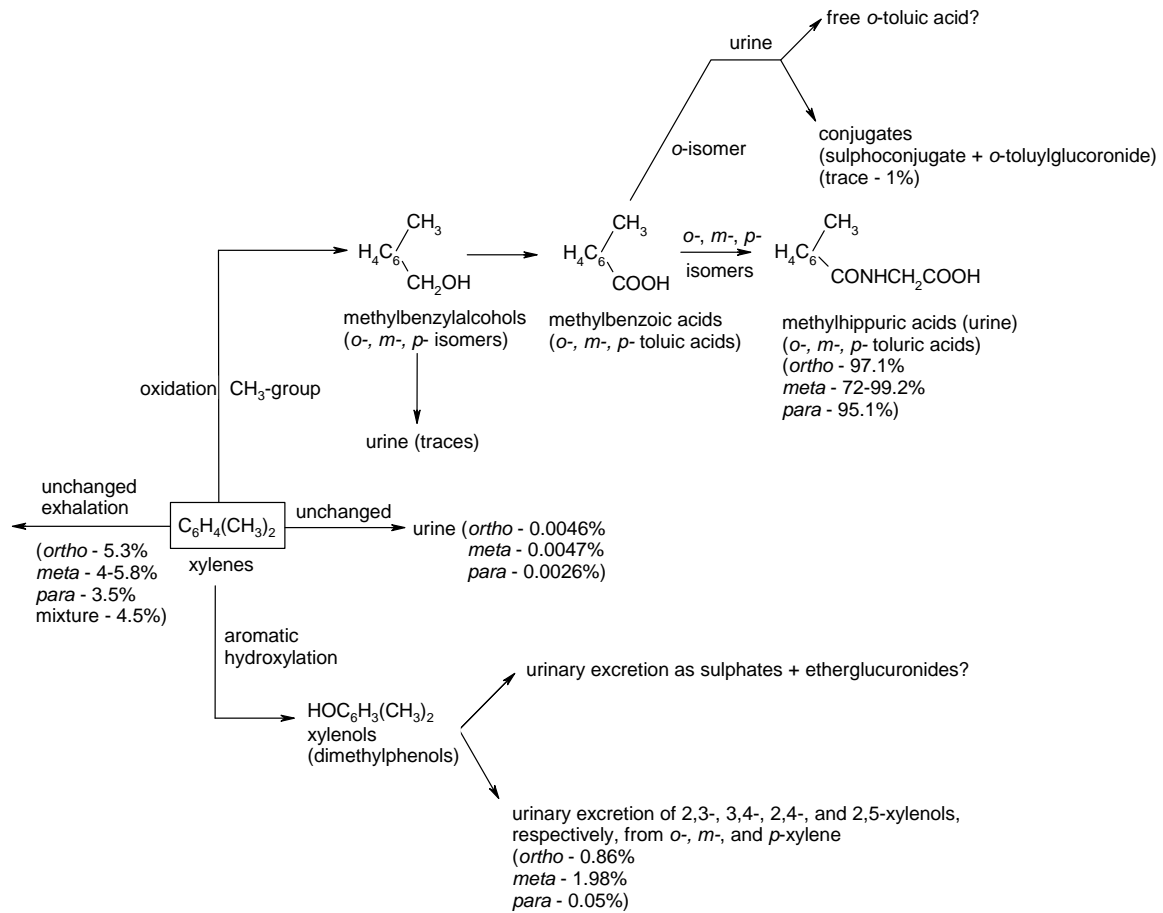 free o-toluic acid?
urine
conjugates
(sulphoconjugate + o-toluylglucoronide)
(trace - 1%)
o-isomer
CH₃
H₄C₆
CH₂OH
methylbenzylalcohols
(o-, m-, p- isomers)
CH₃
H₄C₆
COOH
methylbenzoic acids
(o-, m-, p- toluic acids)
o-, m-, p-
isomers
CH₃
H₄C₆
CONHCH₂COOH
methylhippuric acids (urine)
(o-, m-, p- toluric acids)
(ortho - 97.1%
meta - 72-99.2%
para - 95.1%)
oxidation
CH₃-group
urine (traces)
unchanged
exhalation
C₆H₄(CH₃)₂
xylenes
(ortho - 5.3%
meta - 4-5.8%
para - 3.5%
mixture - 4.5%)
unchanged
urine (ortho - 0.0046%
meta - 0.0047%
para - 0.0026%)
aromatic
hydroxylation
HOC₆H₃(CH₃)₂
xylenols
(dimethylphenols)
urinary excretion as sulphates + etherglucuronides?
urinary excretion of 2,3-, 3,4-, 2,4-, and 2,5-xylenols,
respectively, from o-, m-, and p-xylene
(ortho - 0.86%
meta - 1.98%
para - 0.05%)